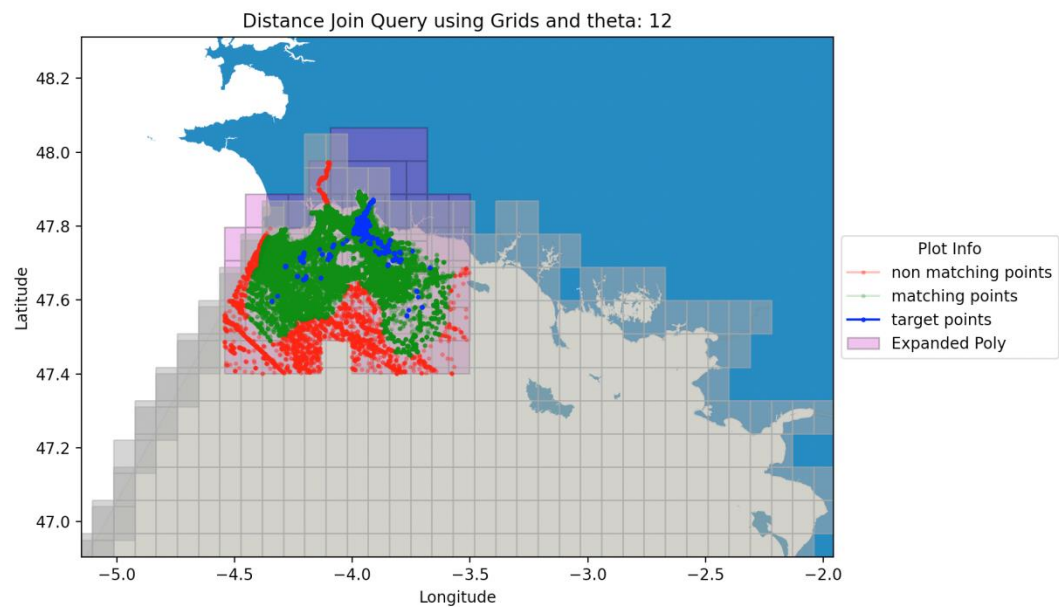 Distance Join Query using Grids and theta: 12
48.2
48.0
47.8
47.6
47.4
47.2
47.0
Latitude
−5.0 −4.5 −4.0 −3.5 −3.0 −2.5 −2.0
Longitude
Plot Info
non matching points
matching points
target points
Expanded Poly